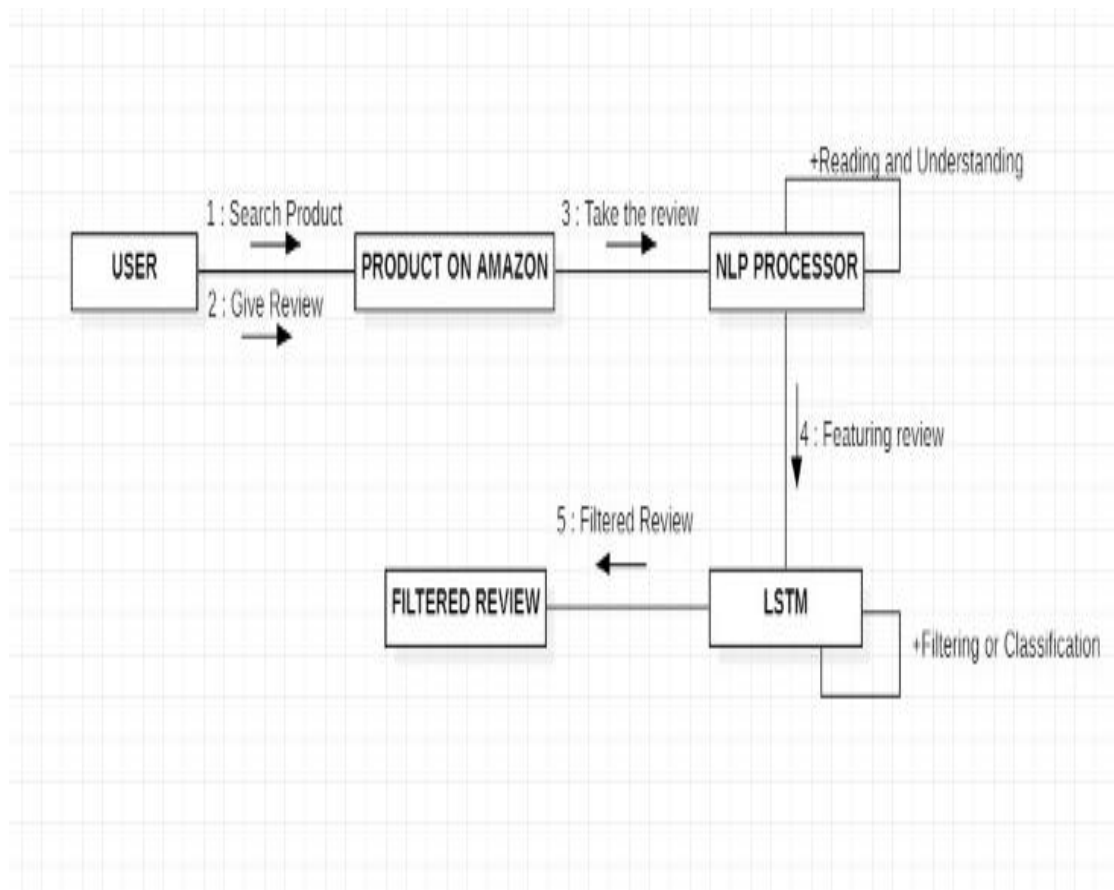 +Reading and Understanding
1 : Search Product
3 : Take the review
USER
PRODUCT ON AMAZON
NLP PROCESSOR
2 : Give Review
4 : Featuring review
5 : Filtered Review
FILTERED REVIEW
LSTM
+Filtering or Classification